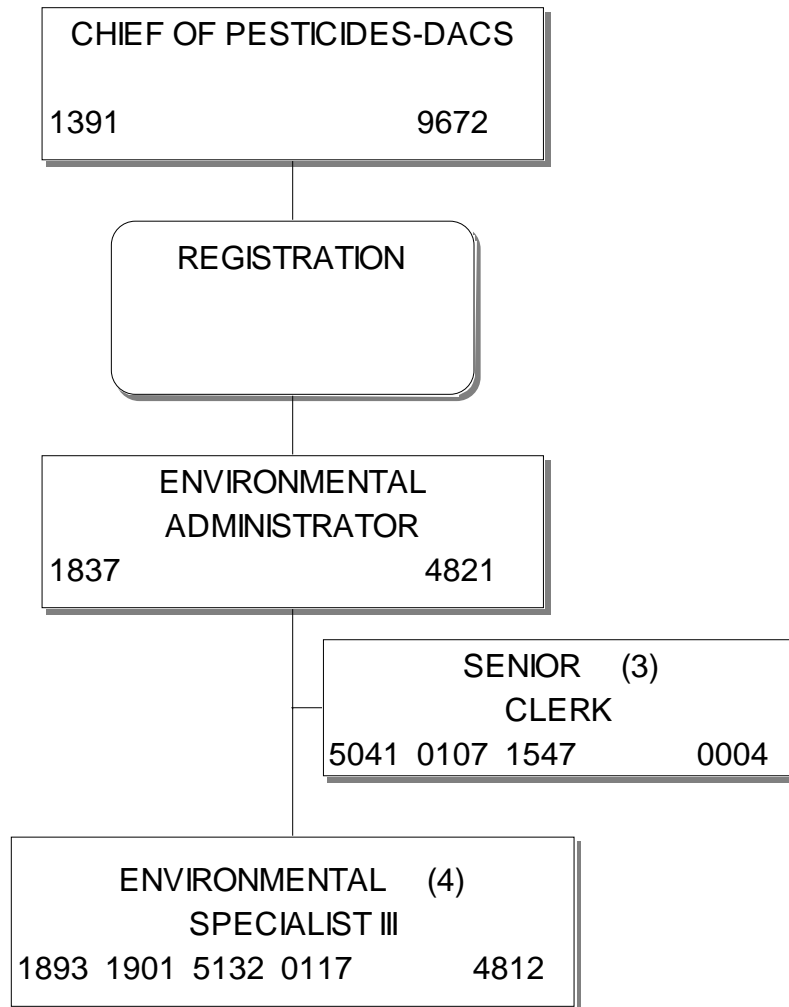 CHIEF OF PESTICIDES-DACS
1391 9672
REGISTRATION
ENVIRONMENTAL
ADMINISTRATOR
1837 4821
SENIOR (3)
CLERK
5041 0107 1547 0004
ENVIRONMENTAL (4)
SPECIALIST III
1893 1901 5132 0117 4812